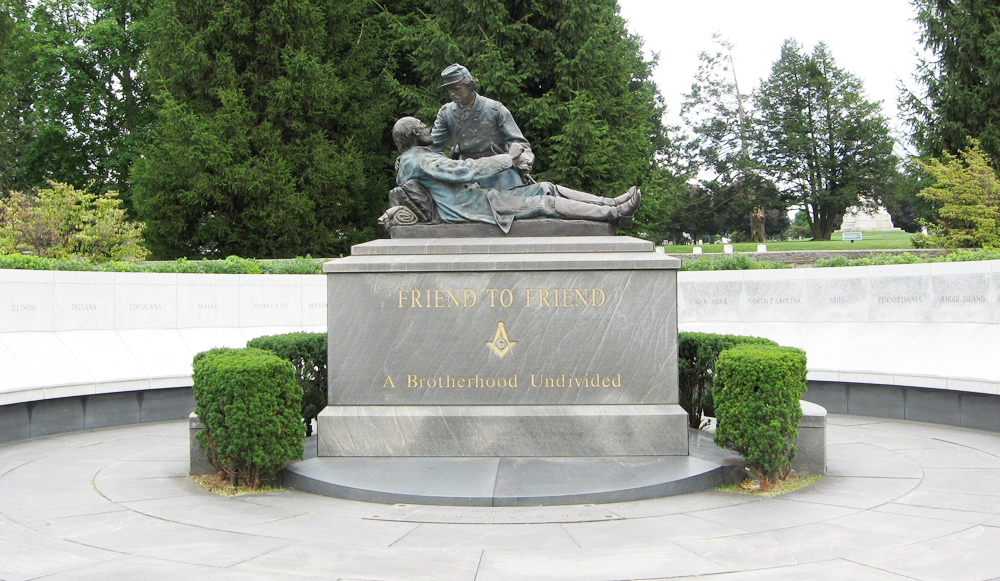 FRIEND TO FRIEND
G
A Brotherhood Undivided
ILLINOIS INDIANA LOUISIANA MAINE MARYLAND
NEW YORK NORTH CAROLINA OHIO PENNSYLVANIA RHODE ISLAND